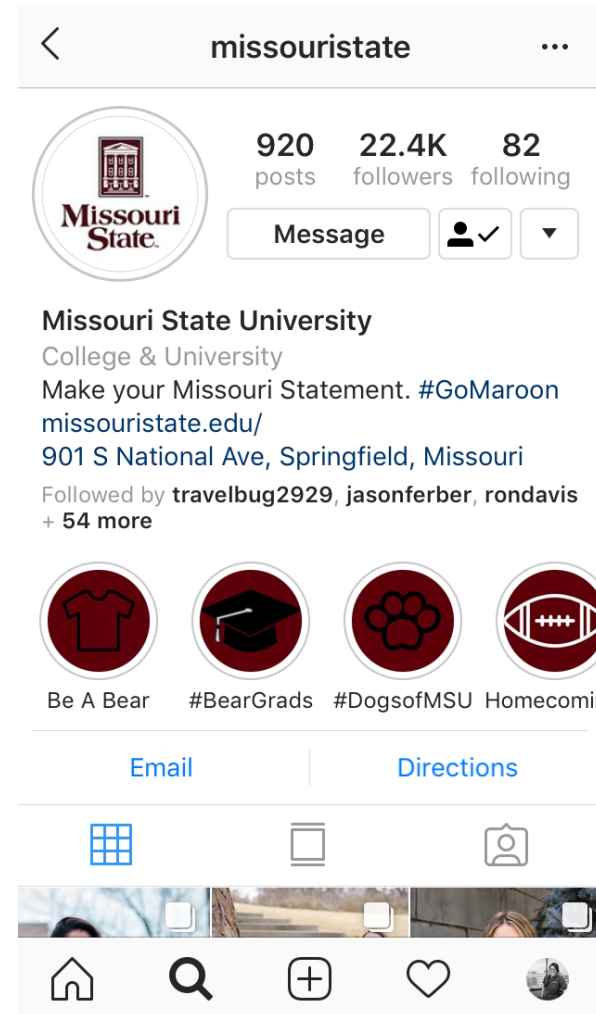 missouristate
Missouri
State
920 22.4K 82
posts followers following
Message
Missouri State University
College & University
Make your Missouri Statement. #GoMaroon
missouristate.edu/
901 S National Ave, Springfield, Missouri
Followed by travelbug2929, jasonferber, rondavis
+ 54 more
Be A Bear #BearGrads #DogsofMSU Homecomi
Email Directions